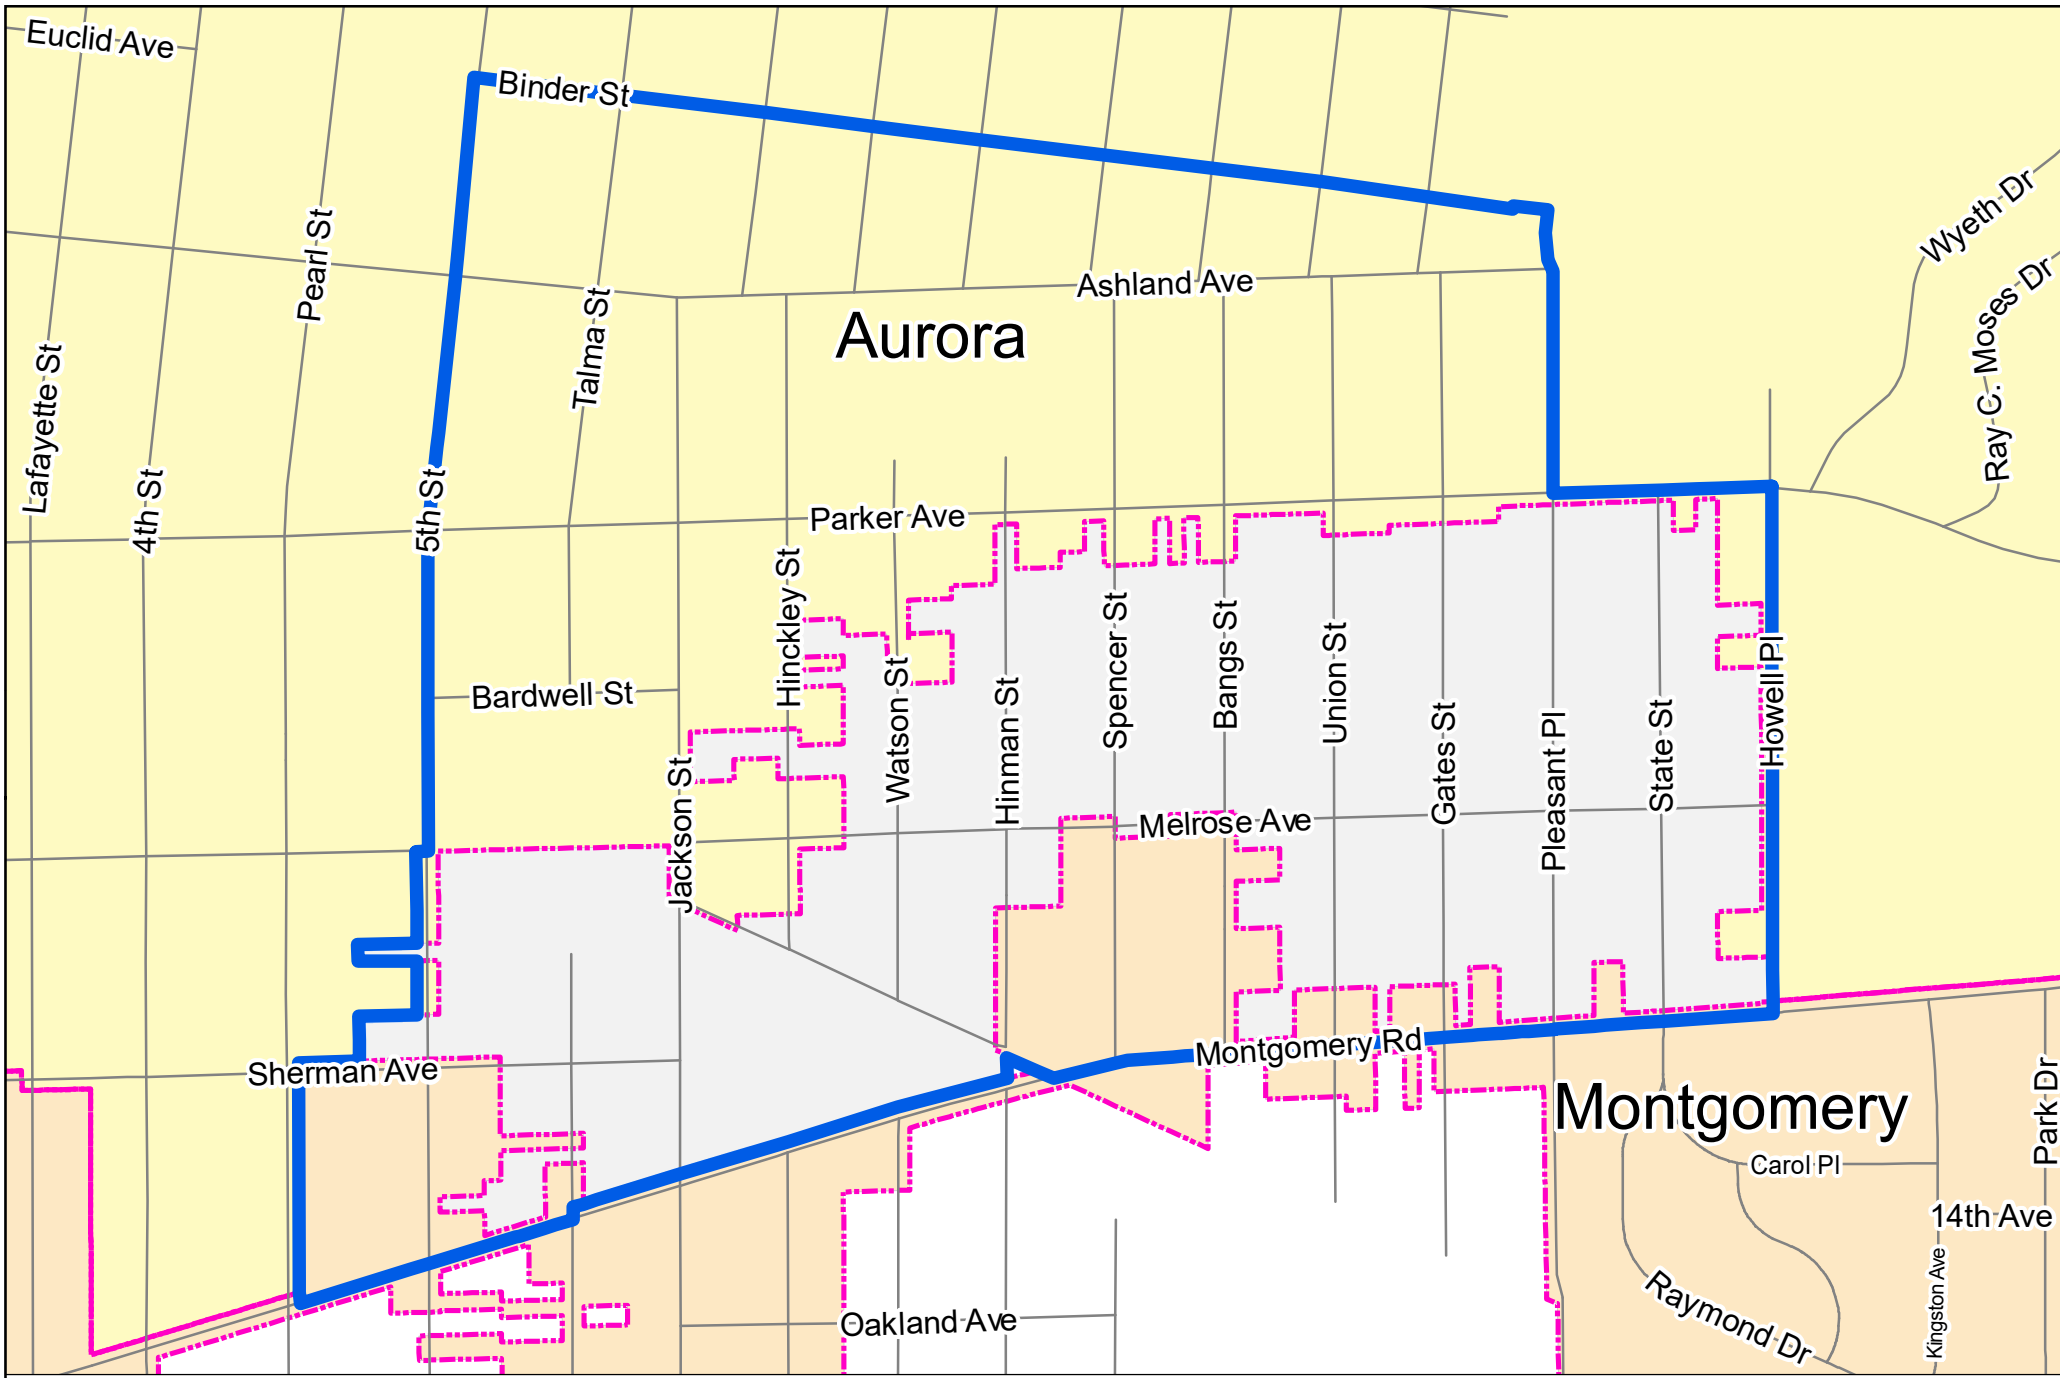 Euclid Ave
Binder St
Wyeth Dr
Pearl St
Ray C. Moses Dr
Ashland Ave
Talma St
Aurora
Lafayette St
4th St
5th St
Parker Ave
Hinckley St
Spencer St
Bangs St
Union St
Howell Pl
Bardwell St
Watson St
Hinman St
Gates St
Pleasant Pl
State St
Jackson St
Melrose Ave
Montgomery Rd
Sherman Ave
Montgomery
Park Dr
Carol Pl
14th Ave
Kingston Ave
Raymond Dr
Oakland Ave